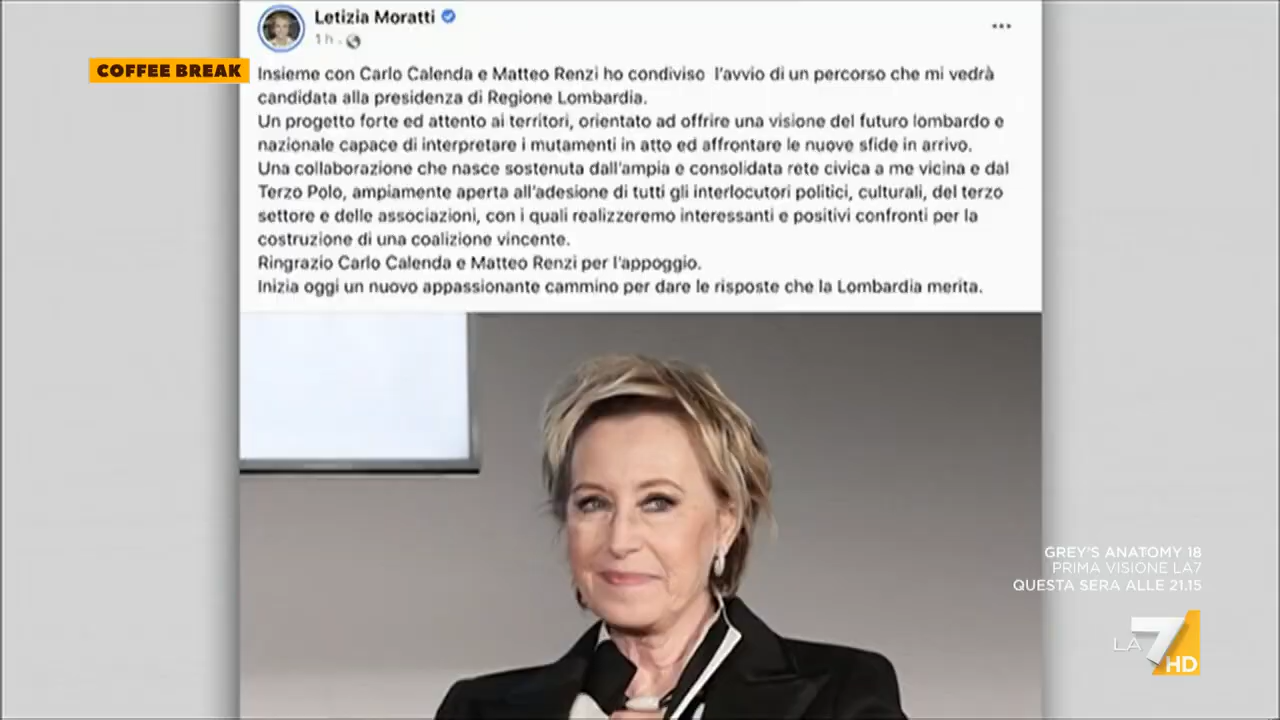 Letizia Moratti
1 h .
COFFEE BREAK
Insieme con Carlo Calenda e Matteo Renzi ho condiviso l'avvio di un percorso che mi vedrà
candidata alla presidenza di Regione Lombardia.
Un progetto forte ed attento ai territori, orientato ad offrire una visione del futuro lombardo e
nazionale capace di interpretare i mutamenti in atto ed affrontare le nuove sfide in arrivo.
Una collaborazione che nasce sostenuta dall'ampia e consolidata rete civica a me vicina e dal
Terzo Polo, ampiamente aperta all'adesione di tutti gli interlocutori politici, culturali, del terzo
settore e delle associazioni, con i quali realizzeremo interessanti e positivi confronti per la
costruzione di una coalizione vincente.
Ringrazio Carlo Calenda e Matteo Renzi per l'appoggio.
Inizia oggi un nuovo appassionante cammino per dare le risposte che la Lombardia merita.
GREY'S ANATOMY 18
PRIMA VISIONE LA7
QUESTA SERA ALLE 21.15
LA 7 HD